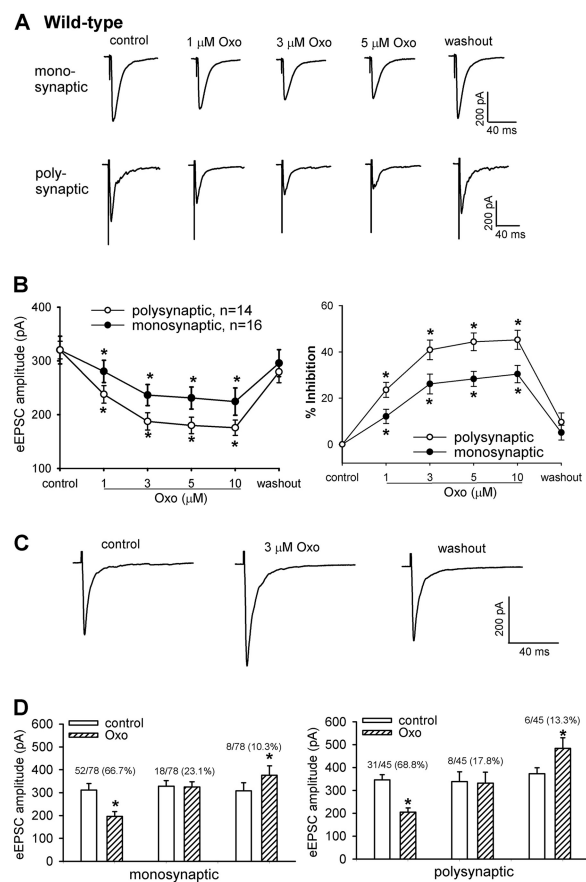 A Wild-type
control 1 μM Oxo 3 μM Oxo 5 μM Oxo washout
mono-
synaptic
200 pA
40 ms
poly-
synaptic
200 pA
40 ms
B
eEPSC amplitude (pA)
400
300
200
100
polysynaptic, n=14
monosynaptic, n=16
* * * *
* * * *
control 1 3 5 10 washout
Oxo (μM)
% Inhibition
60
40
20
0
* * * *
* * * *
polysynaptic
monosynaptic
control 1 3 5 10 washout
Oxo (μM)
C
control 3 μM Oxo washout
200 pA
40 ms
D
eEPSC amplitude (pA)
600
500
400
300
200
100
0
control
Oxo
52/78 (66.7%) 18/78 (23.1%) 8/78 (10.3%)
* *
monosynaptic
eEPSC amplitude (pA)
600
500
400
300
200
100
0
control
Oxo
31/45 (68.8%) 8/45 (17.8%) 6/45 (13.3%)
* *
polysynaptic